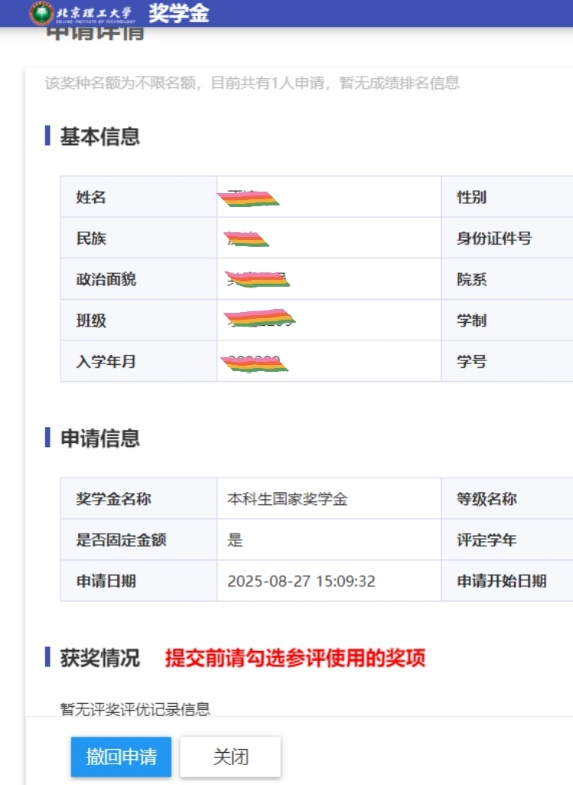 北京理工大学 奖学金
BEIJING INSTITUTE OF TECHNOLOGY
申请详情
该奖种名额为不限名额，目前共有1人申请，暂无成绩排名信息
基本信息
姓名 性别
民族 身份证件号
政治面貌 院系
班级 学制
入学年月 学号
申请信息
奖学金名称 本科生国家奖学金 等级名称
是否固定金额 是 评定学年
申请日期 2025-08-27 15:09:32 申请开始日期
获奖情况 提交前请勾选参评使用的奖项
暂无评奖评优记录信息
撤回申请 关闭